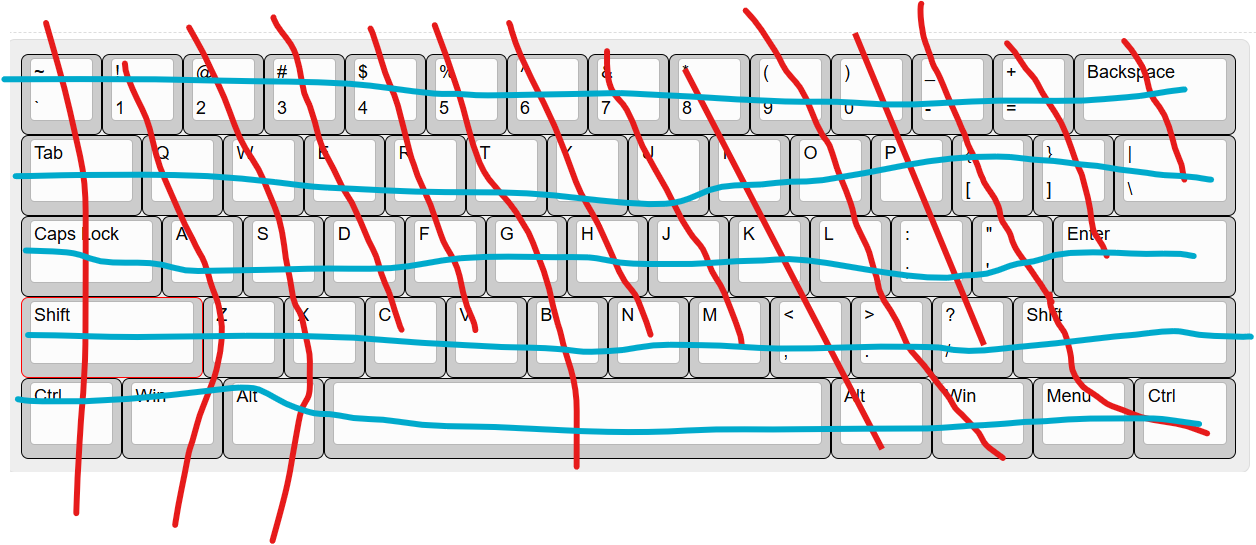 ~ ! @ # $ % ^ & * ( ) _ + Backspace
` 1 2 3 4 5 6 7 8 9 0 - =
Tab Q W E R T Y U I O P { } |
[ ] \
Caps Lock A S D F G H J K L : " Enter
; '
Shift Z X C V B N M < > ? Shift
, . /
Ctrl Win Alt Alt Win Menu Ctrl